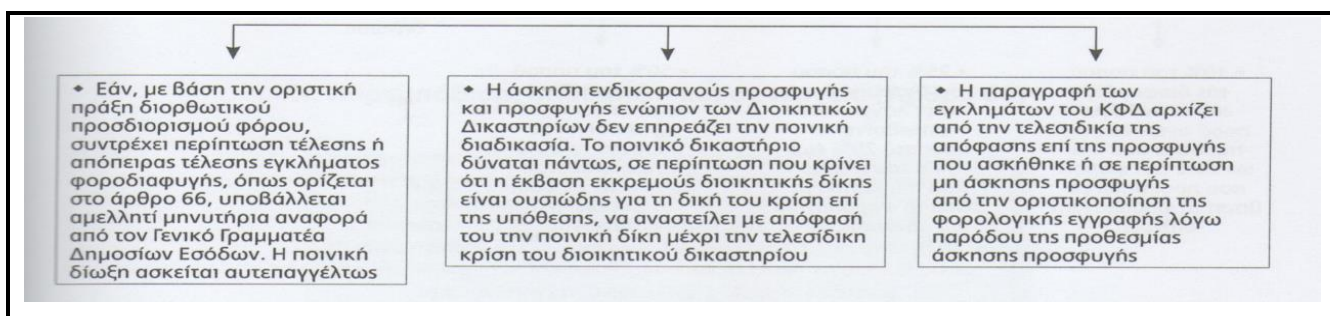 ◆ Εάν, με βάση την οριστική
πράξη διορθωτικού
προσδιορισμού φόρου,
συντρέχει περίπτωση τέλεσης ή
απόπειρας τέλεσης εγκλήματος
φοροδιαφυγής, όπως ορίζεται
στο άρθρο 66, υποβάλλεται
αμελλητί μηνυτήρια αναφορά
από τον Γενικό Γραμματέα
Δημοσίων Εσόδων. Η ποινική
δίωξη ασκείται αυτεπαγγέλτως
◆ Η άσκηση ενδικοφανούς προσφυγής
και προσφυγής ενώπιον των Διοικητικών
Δικαστηρίων δεν επηρεάζει την ποινική
διαδικασία. Το ποινικό δικαστήριο
δύναται πάντως, σε περίπτωση που κρίνει
ότι η έκβαση εκκρεμούς διοικητικής δίκης
είναι ουσιώδης για τη δική του κρίση επί
της υπόθεσης, να αναστείλει με απόφασή
του την ποινική δίκη μέχρι την τελεσίδικη
κρίση του διοικητικού δικαστηρίου
◆ Η παραγραφή των
εγκλημάτων του ΚΦΔ αρχίζει
από την τελεσιδικία της
απόφασης επί της προσφυγής
που ασκήθηκε ή σε περίπτωση
μη άσκησης προσφυγής
από την οριστικοποίηση της
φορολογικής εγγραφής λόγω
παρόδου της προθεσμίας
άσκησης προσφυγής